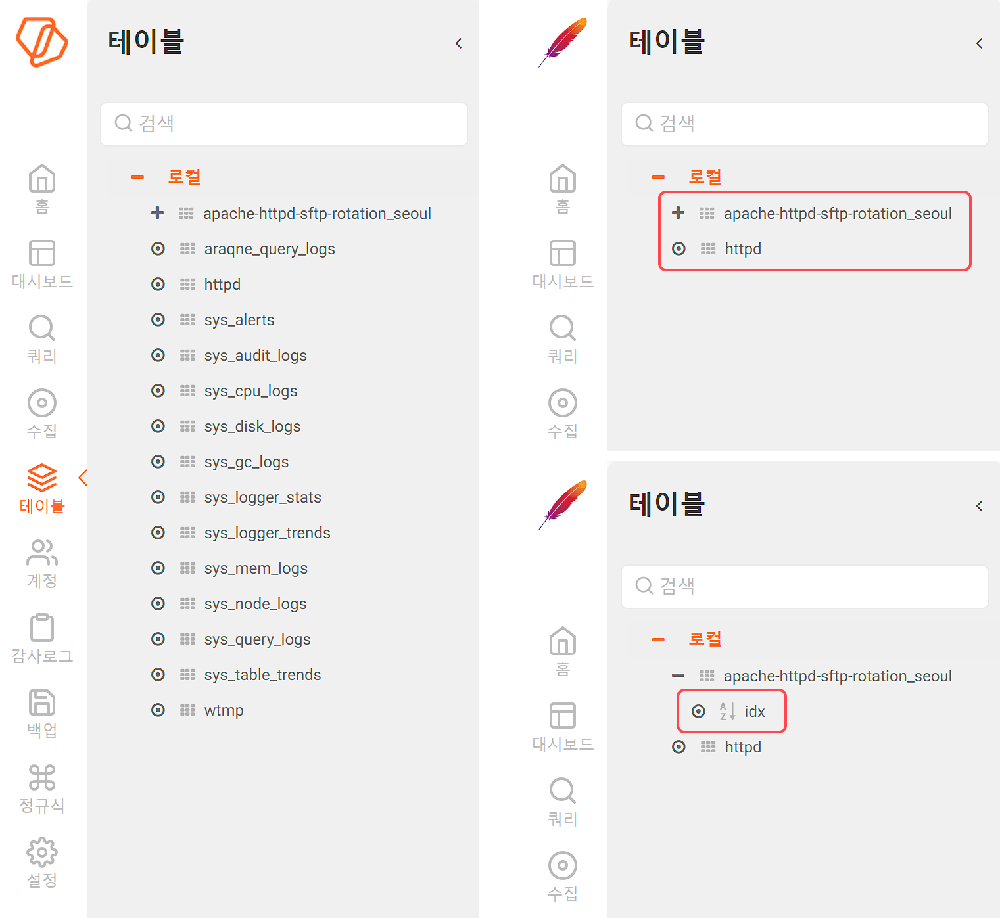 테이블
검색
로컬
apache-httpd-sftp-rotation_seoul
araqne_query_logs
httpd
sys_alerts
sys_audit_logs
sys_cpu_logs
sys_disk_logs
sys_gc_logs
sys_logger_stats
sys_logger_trends
sys_mem_logs
sys_node_logs
sys_query_logs
sys_table_trends
wtmp
홈
대시보드
쿼리
수집
테이블
계정
감사로그
백업
정규식
설정
테이블
검색
로컬
apache-httpd-sftp-rotation_seoul
httpd
홈
대시보드
쿼리
수집
테이블
검색
로컬
apache-httpd-sftp-rotation_seoul
A
Z
idx
httpd
홈
대시보드
쿼리
수집